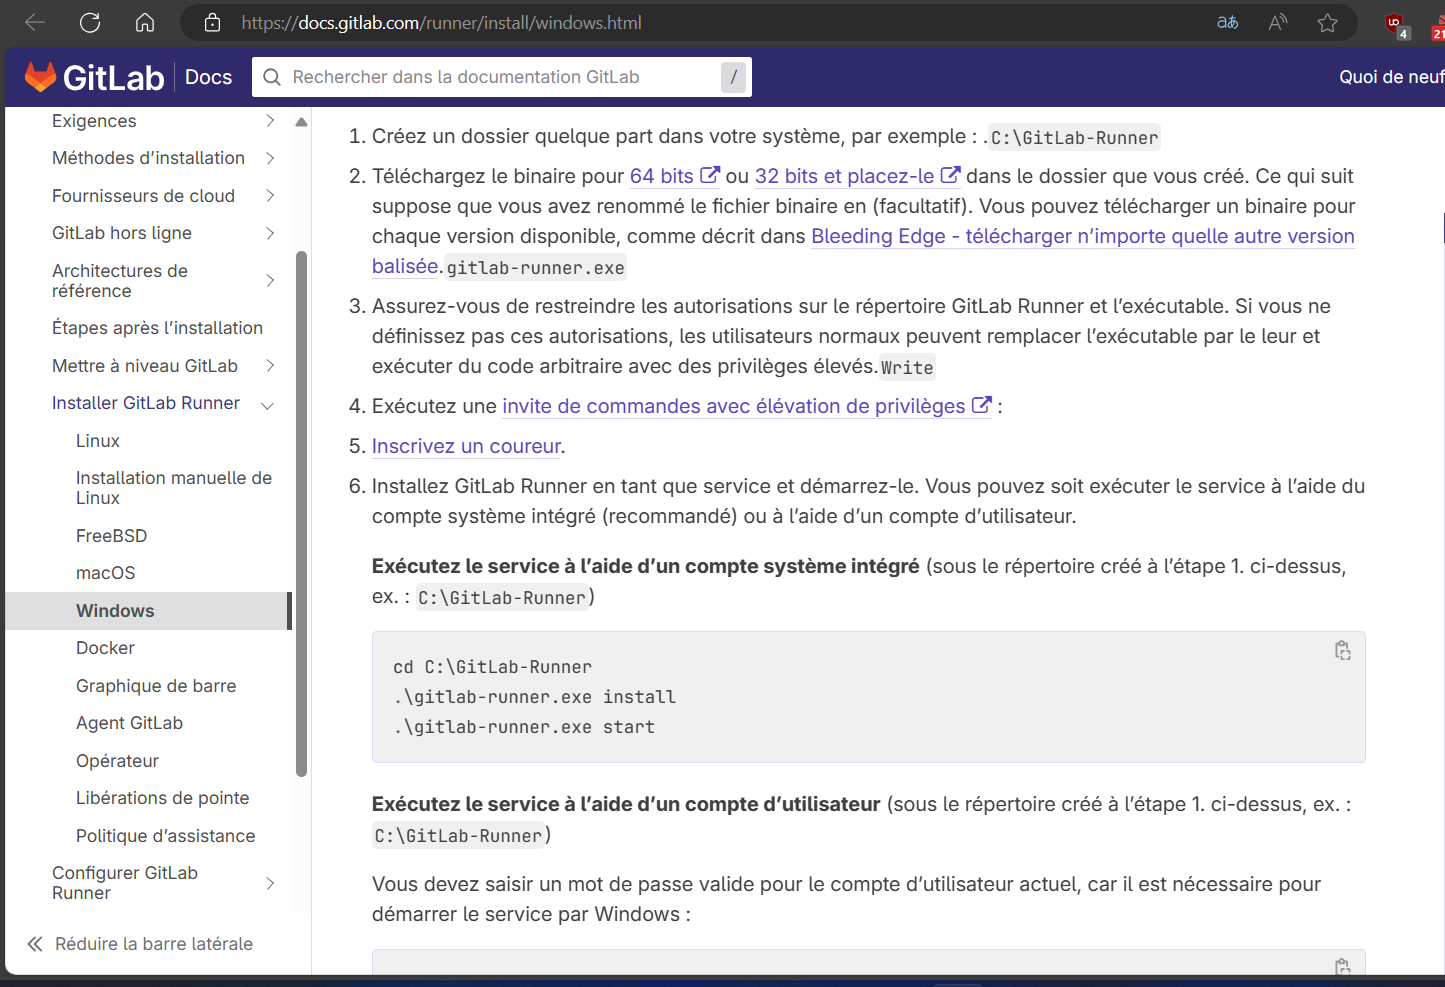 https://docs.gitlab.com/runner/install/windows.html
aあ
A
UD
4
21
GitLab
Docs
Rechercher dans la documentation GitLab
/
Quoi de neuf
Exigences
Méthodes d’installation
Fournisseurs de cloud
GitLab hors ligne
Architectures de
référence
Étapes après l’installation
Mettre à niveau GitLab
Installer GitLab Runner
Linux
Installation manuelle de
Linux
FreeBSD
macOS
Windows
Docker
Graphique de barre
Agent GitLab
Opérateur
Libérations de pointe
Politique d’assistance
Configurer GitLab
Runner
Réduire la barre latérale
1. Créez un dossier quelque part dans votre système, par exemple : .C:\GitLab-Runner
2. Téléchargez le binaire pour 64 bits ou 32 bits et placez-le dans le dossier que vous créé. Ce qui suit
suppose que vous avez renommé le fichier binaire en (facultatif). Vous pouvez télécharger un binaire pour
chaque version disponible, comme décrit dans Bleeding Edge - télécharger n’importe quelle autre version
balisée.gitlab-runner.exe
3. Assurez-vous de restreindre les autorisations sur le répertoire GitLab Runner et l’exécutable. Si vous ne
définissez pas ces autorisations, les utilisateurs normaux peuvent remplacer l’exécutable par le leur et
exécuter du code arbitraire avec des privilèges élevés.Write
4. Exécutez une invite de commandes avec élévation de privilèges :
5. Inscrivez un coureur.
6. Installez GitLab Runner en tant que service et démarrez-le. Vous pouvez soit exécuter le service à l’aide du
compte système intégré (recommandé) ou à l’aide d’un compte d’utilisateur.
Exécutez le service à l’aide d’un compte système intégré (sous le répertoire créé à l’étape 1. ci-dessus,
ex. : C:\GitLab-Runner)
cd C:\GitLab-Runner
.\gitlab-runner.exe install
.\gitlab-runner.exe start
Exécutez le service à l’aide d’un compte d’utilisateur (sous le répertoire créé à l’étape 1. ci-dessus, ex. :
C:\GitLab-Runner)
Vous devez saisir un mot de passe valide pour le compte d’utilisateur actuel, car il est nécessaire pour
démarrer le service par Windows :